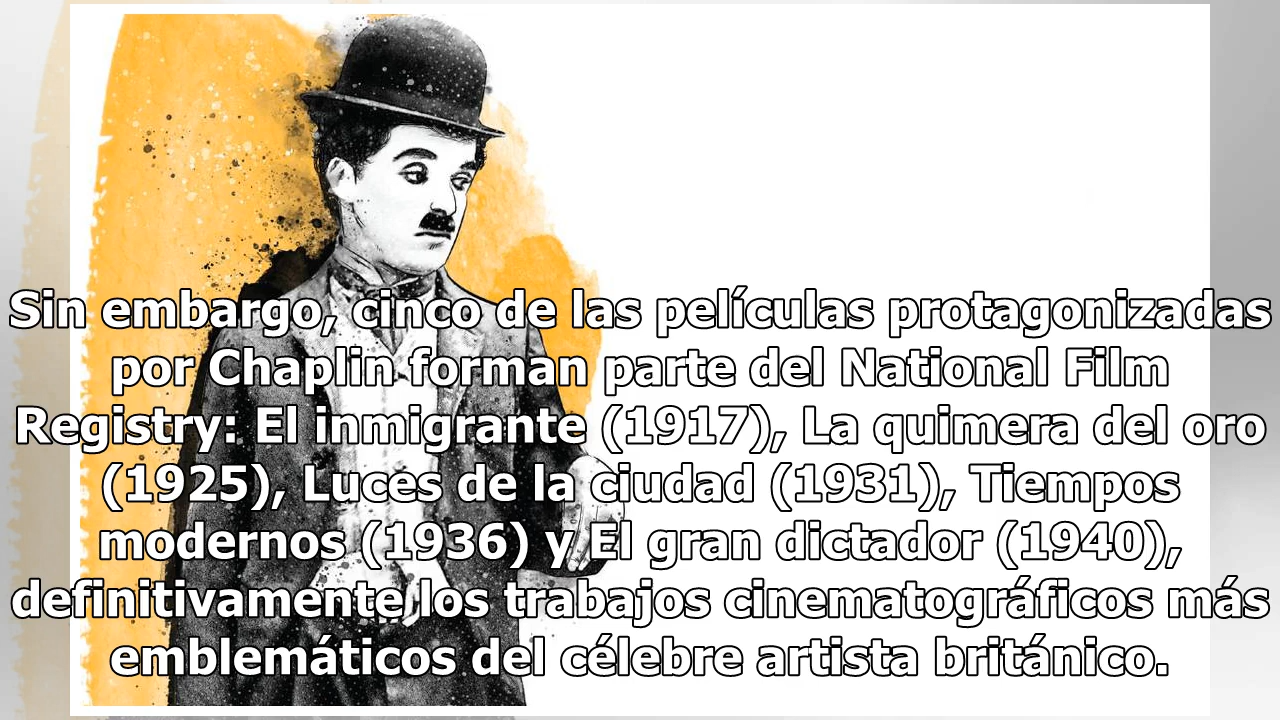 Sin embargo, cinco de las películas protagonizadas
por Chaplin forman parte del National Film
Registry: El inmigrante (1917), La quimera del oro
(1925), Luces de la ciudad (1931), Tiempos
modernos (1936) y El gran dictador (1940),
definitivamente los trabajos cinematográficos más
emblemáticos del célebre artista británico.